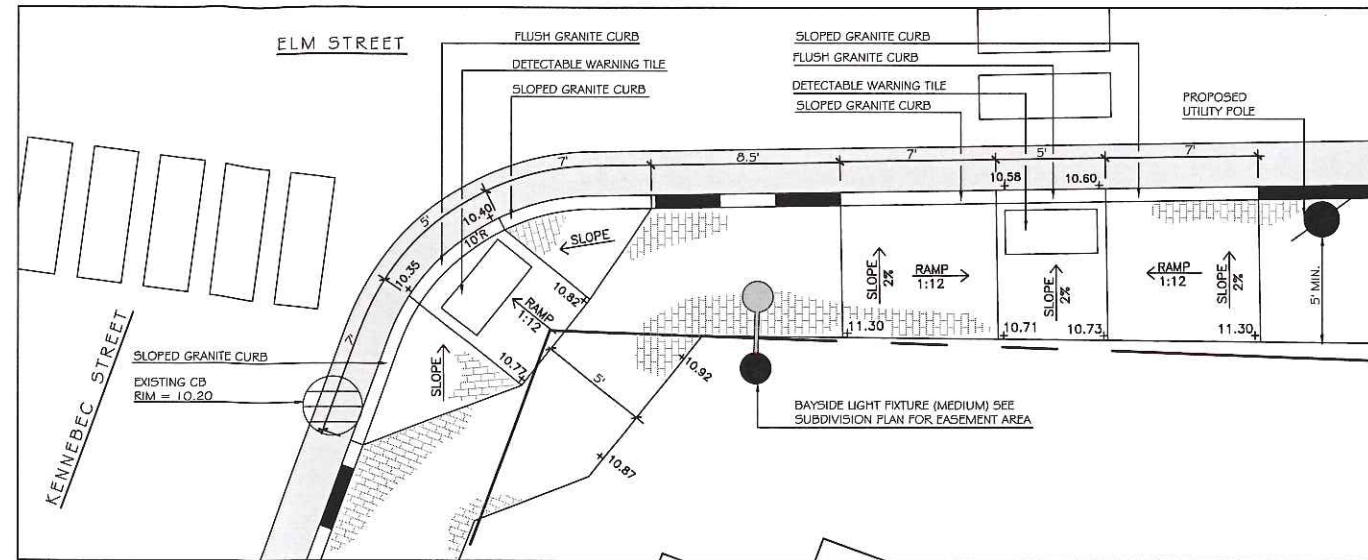 ELM STREET
FLUSH GRANITE CURB
DETECTABLE WARNING TILE
SLOPED GRANITE CURB
SLOPED GRANITE CURB
FLUSH GRANITE CURB
DETECTABLE WARNING TILE
SLOPED GRANITE CURB
PROPOSED
UTILITY POLE
7'
8.5'
7'
5'
7'
10.58
10.60
5'
10.40
10'R
10.35
SLOPE
10.82
RAMP
1:12
10.77
SLOPE
7'
SLOPED GRANITE CURB
EXISTING CB
RIM = 10.20
KENNEBEC STREET
SLOPE
2%
RAMP
1:12
SLOPE
2%
RAMP
1:12
SLOPE
2%
5' MIN.
11.30
10.71
10.73
11.30
10.92
5'
10.87
BAYSIDE LIGHT FIXTURE (MEDIUM) SEE
SUBDIVISION PLAN FOR EASEMENT AREA